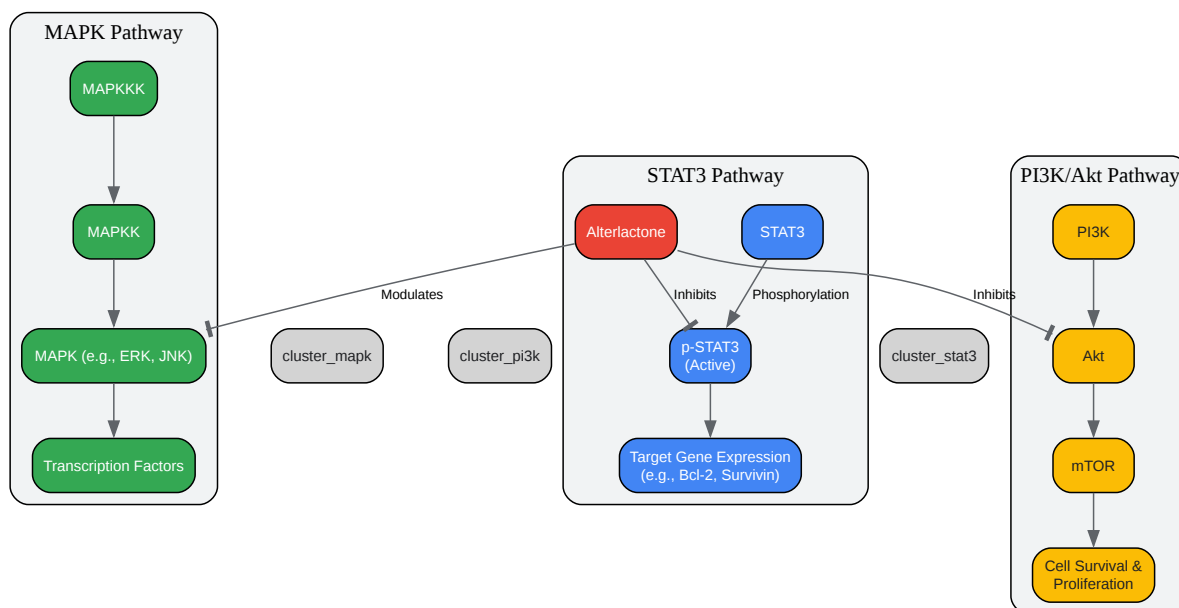 MAPK Pathway
MAPKKK
MAPKK
MAPK (e.g., ERK, JNK)
Transcription Factors
Modulates
cluster_mapk
cluster_pi3k
STAT3 Pathway
Alterlactone
STAT3
Inhibits
Phosphorylation
p-STAT3
(Active)
Target Gene Expression
(e.g., Bcl-2, Survivin)
cluster_stat3
Inhibits
PI3K/Akt Pathway
PI3K
Akt
mTOR
Cell Survival &
Proliferation